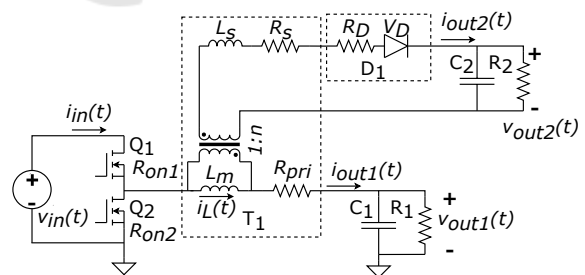 Ls Rs RD VD iout2(t)
D1 C2 R2
+
-
vout2(t)
iin(t)
1:n
Q1
Ron1
Lm Rpri iout1(t)
+
-
vin(t)
Q2
Ron2
iL(t)
T1
C1 R1
+
-
vout1(t)